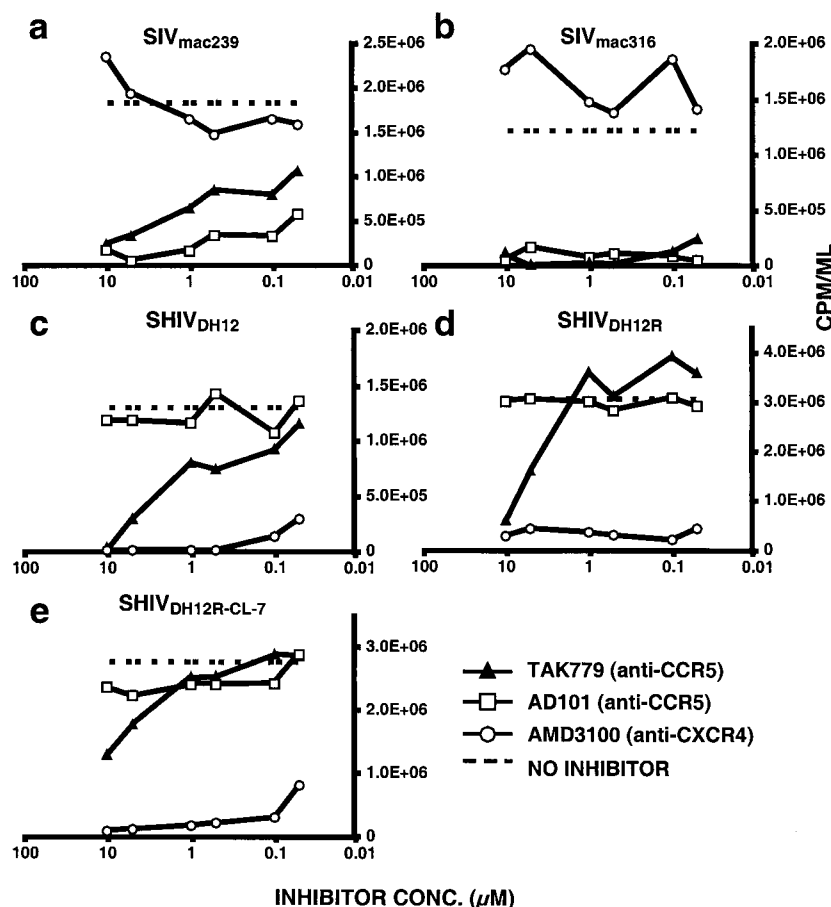 a
SIVmac239
2.5E+06
2.0E+06
1.5E+06
1.0E+06
5.0E+05
0
100
10
1
0.1
0.01
b
SIVmac316
2.0E+06
1.5E+06
1.0E+06
5.0E+05
0
100
10
1
0.1
0.01
CPM/ML
c
SHIVDH12
2.0E+06
1.5E+06
1.0E+06
5.0E+05
0
100
10
1
0.1
0.01
SHIVDH12R
d
4.0E+06
3.0E+06
2.0E+06
1.0E+06
0
100
10
1
0.1
0.01
e
SHIVDH12R-CL-7
3.0E+06
2.0E+06
1.0E+06
0
100
10
1
0.1
0.01
TAK779 (anti-CCR5)
AD101 (anti-CCR5)
AMD3100 (anti-CXCR4)
NO INHIBITOR
INHIBITOR CONC. (μM)